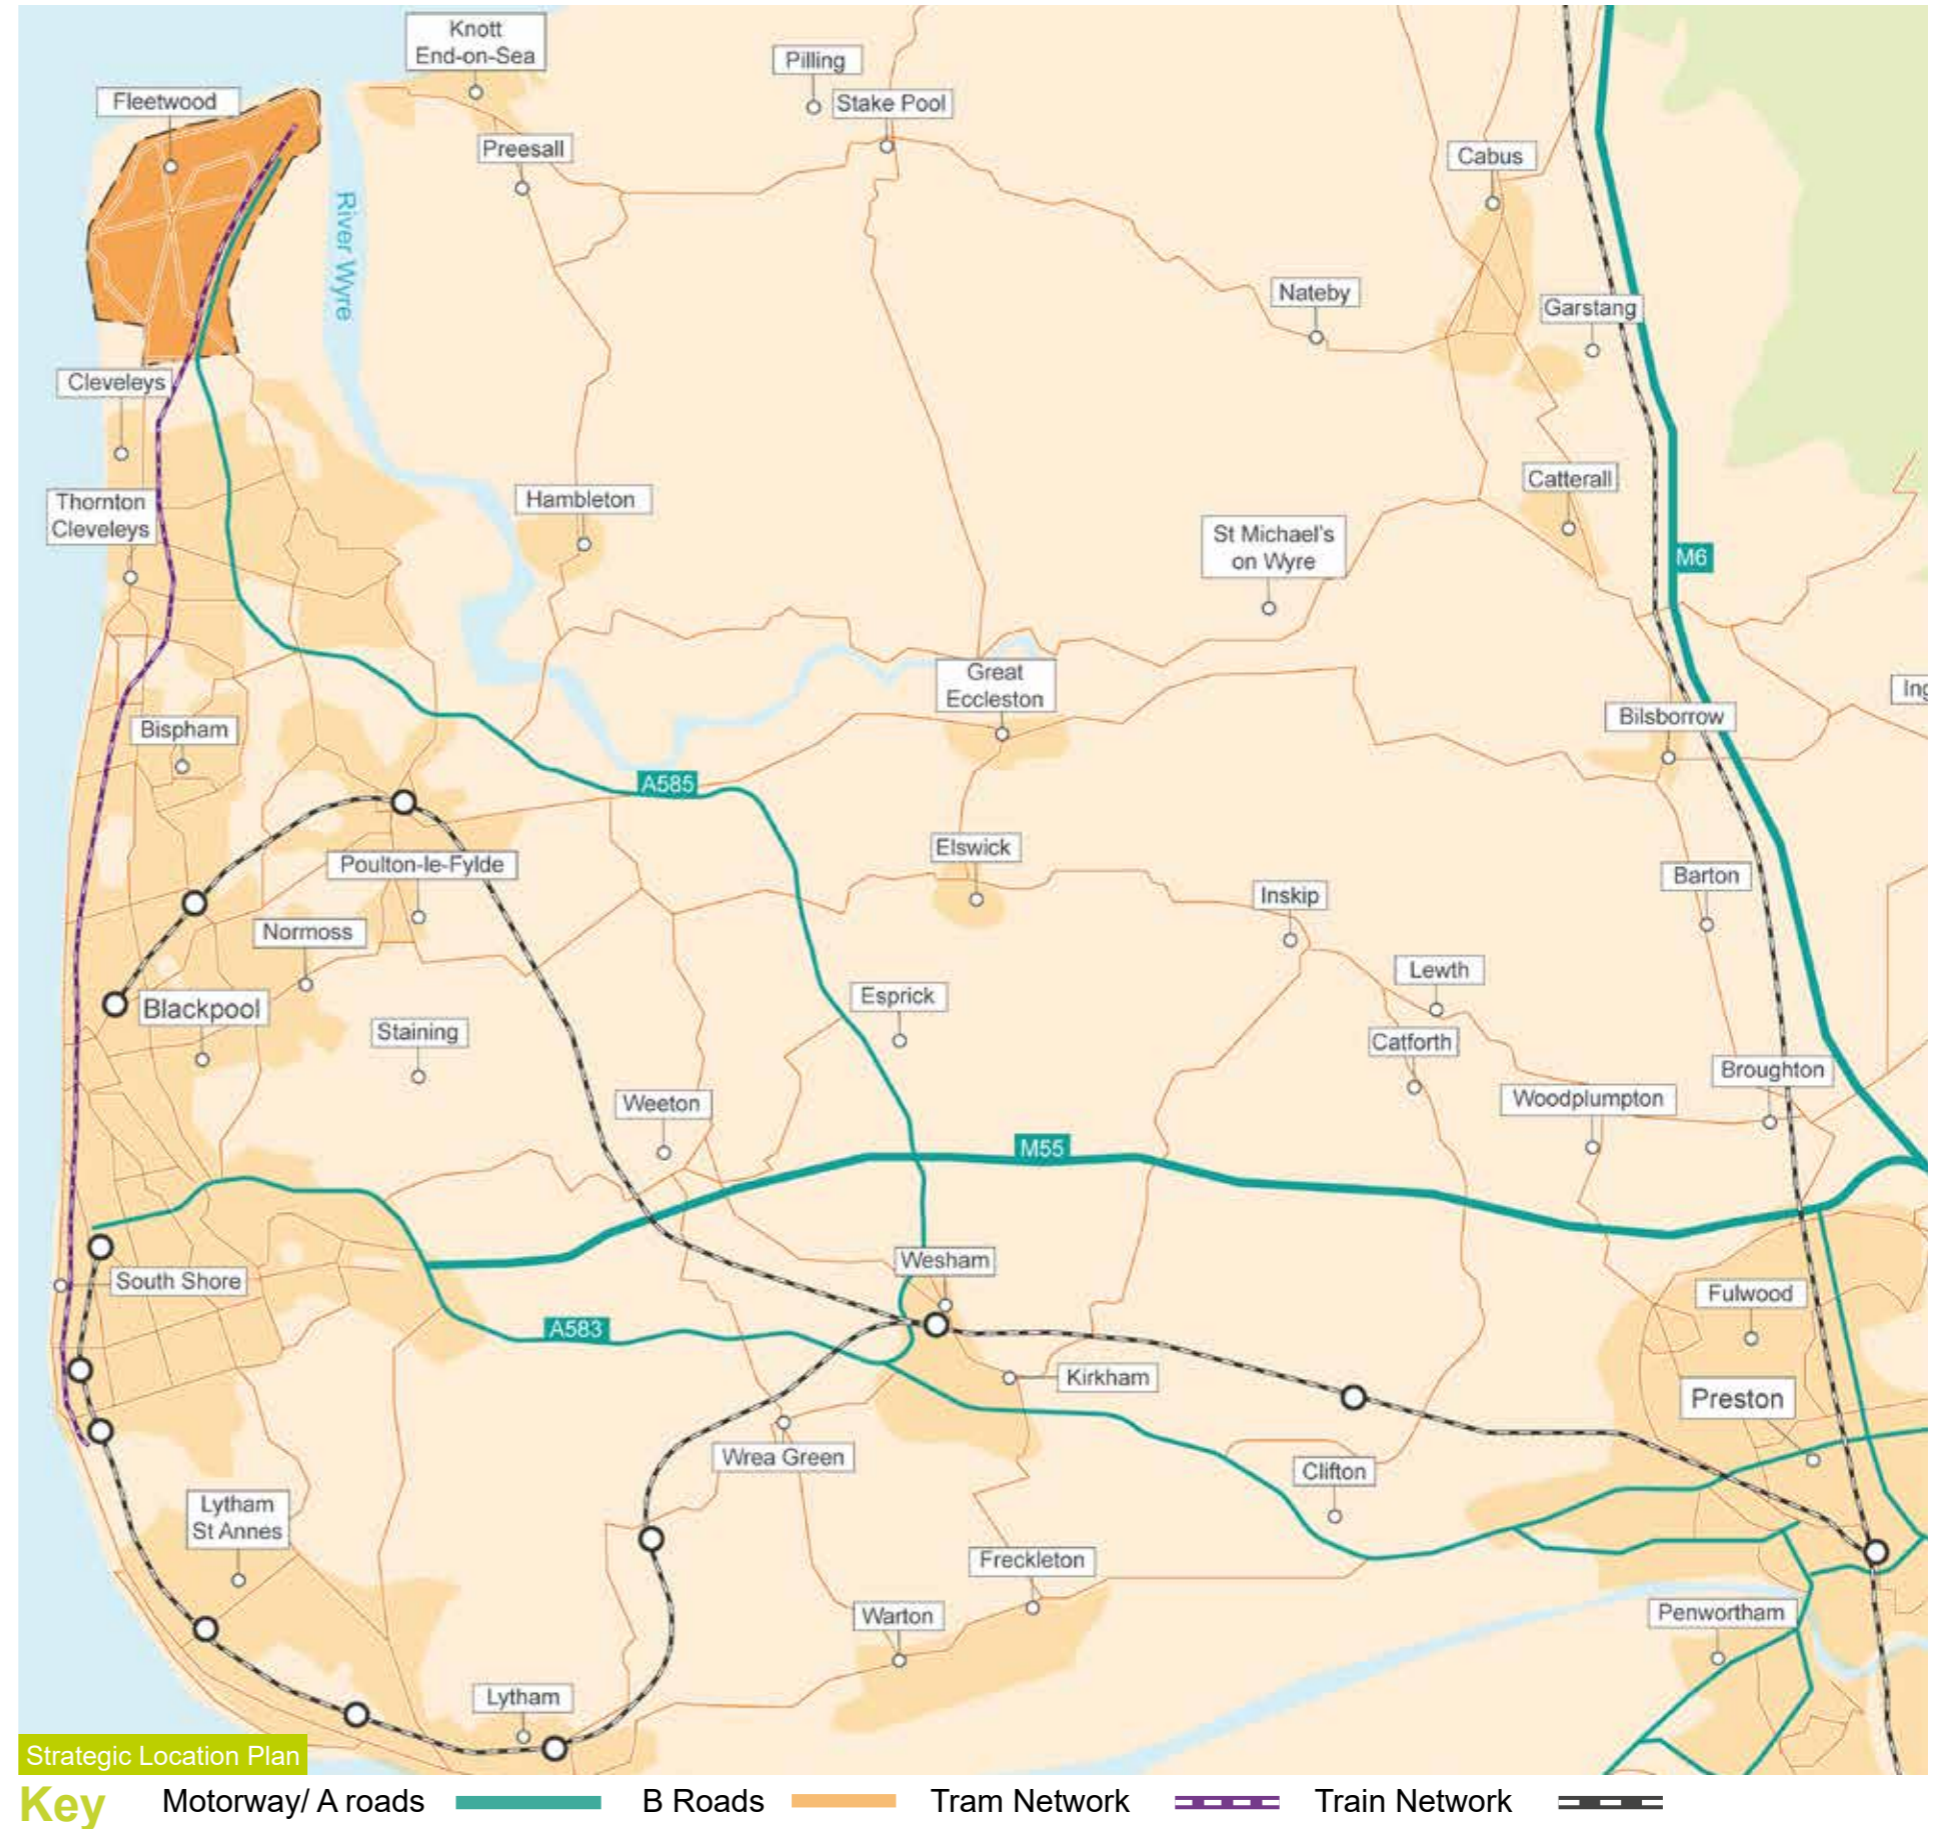 Knott
End-on-Sea
Pilling
Fleetwood
Stake Pool
Preesall
Cabus
River Wyre
Nateby
Garstang
Cleveleys
Thornton
Cleveleys
Hambleton
Catterall
St Michael's
on Wyre
M6
Great
Eccleston
Ing
Bispham
Bilsborrow
A585
Poulton-le-Fylde
Elswick
Barton
Inskip
Normoss
Lewth
Blackpool
Esprick
Staining
Catforth
Weeton
Broughton
Woodplumpton
M55
South Shore
Wesham
Fulwood
A583
Kirkham
Preston
Wrea Green
Clifton
Lytham
St Annes
Freckleton
Warton
Penwortham
Lytham
Strategic Location Plan
Key Motorway/ A roads B Roads Tram Network Train Network